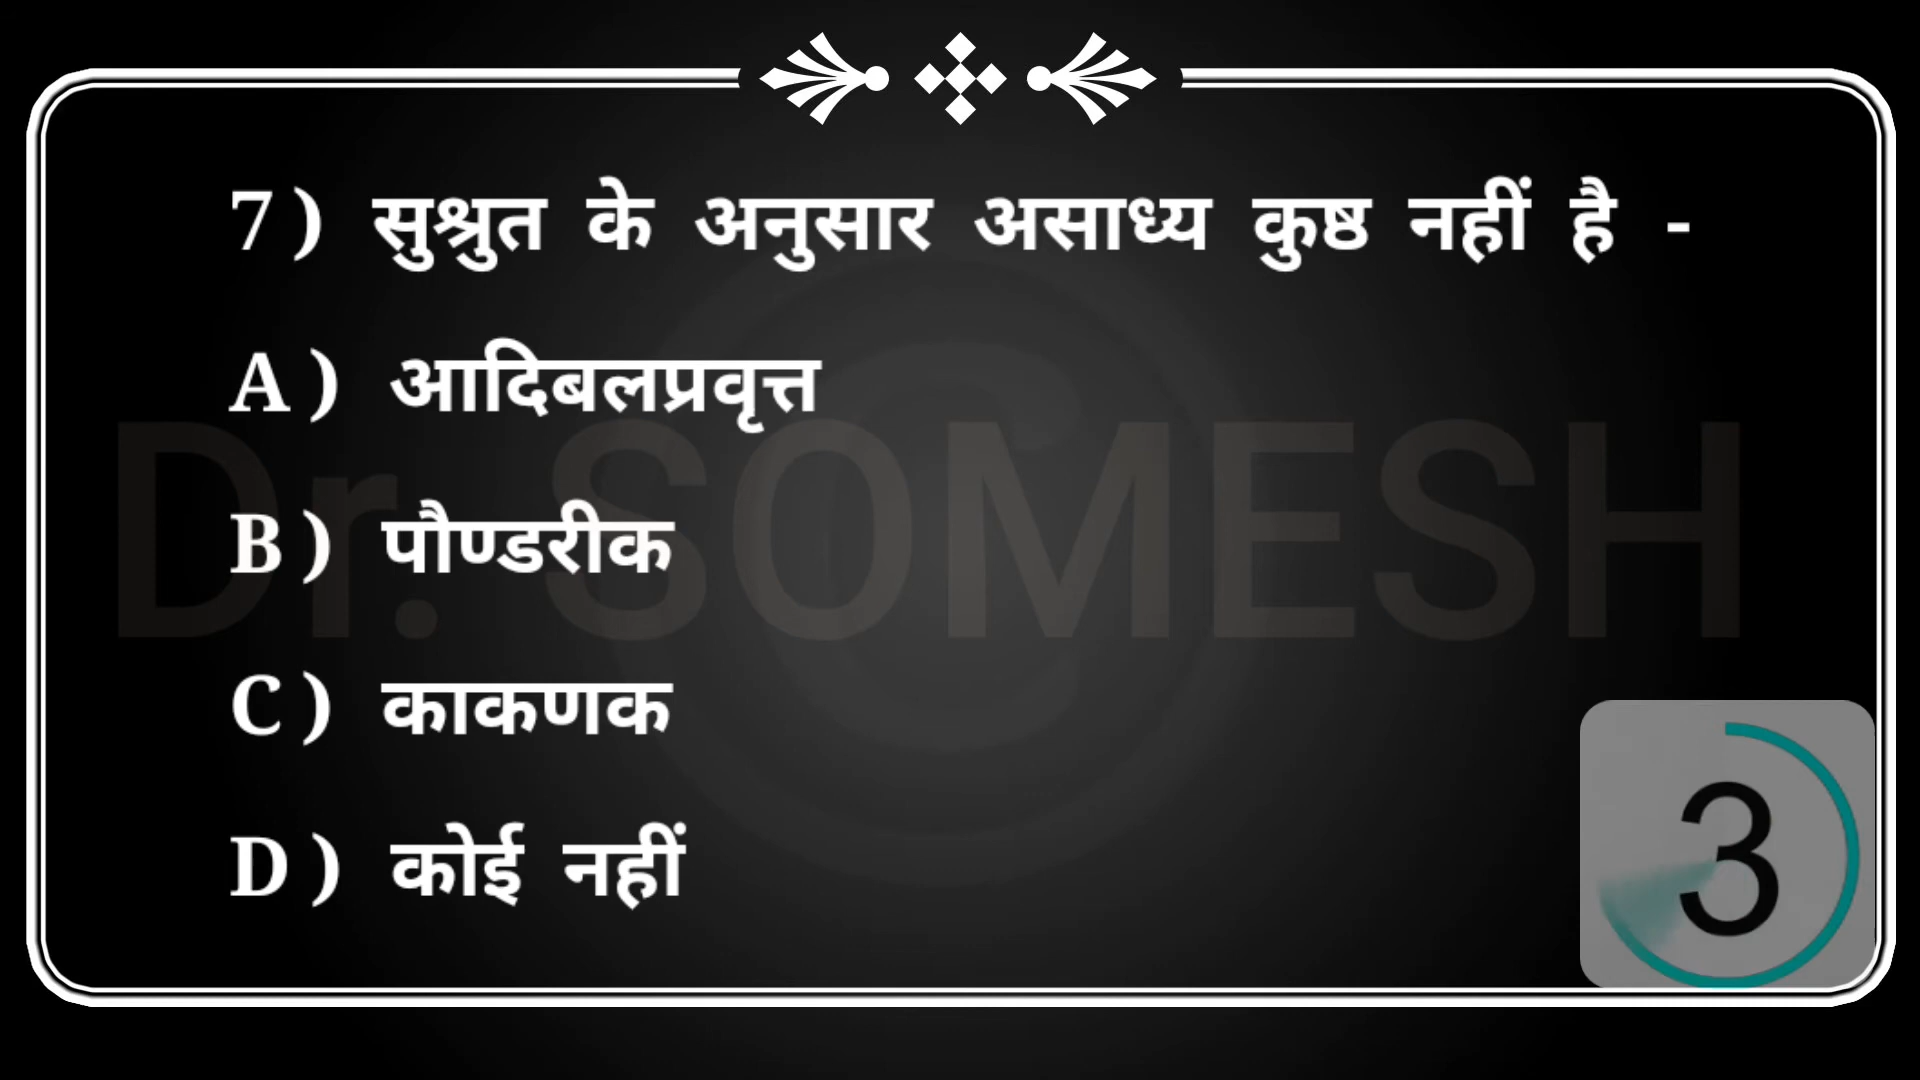 7) सुश्रुत के अनुसार असाध्य कुष्ठ नहीं है -
A) आदिबलप्रवृत्त
B) पौण्डरीक
C) काकणक
D) कोई नहीं
Dr. SOMESH
3